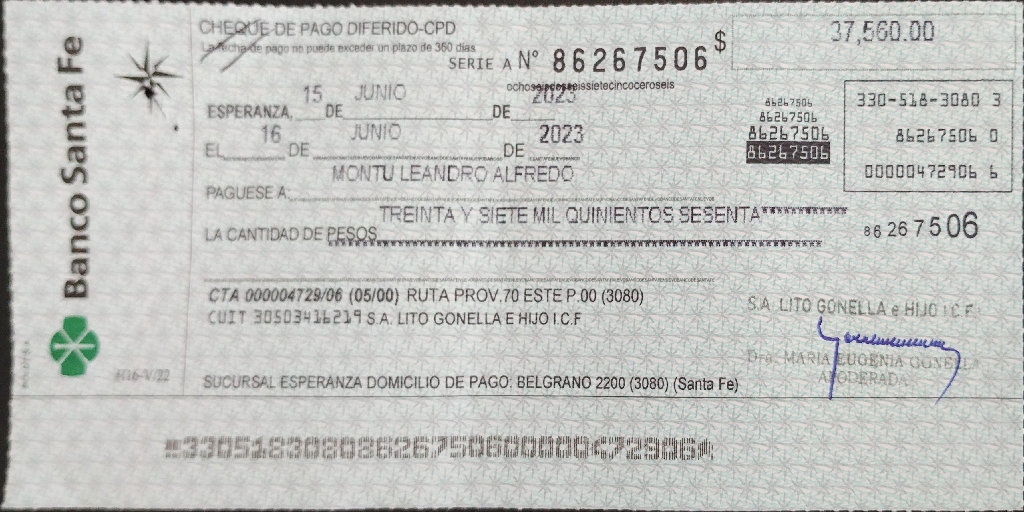 Banco Santa Fe
CHEQUE DE PAGO DIFERIDO-CPD
La fecha de pago no puede exceder un plazo de 360 días
SERIE A Nº 86267506 $ 37,560.00
ESPERANZA, 15 DE JUNIO DE 2023
EL 16 DE JUNIO DE 2023
86267506
86267506
86267506
86267506
330-518-3080 3
86267506 0
00000472906 6
PAGUESE A MONTU LEANDRO ALFREDO
TREINTA Y SIETE MIL QUINIENTOS SESENTA
LA CANTIDAD DE PESOS
86267506
CTA 000004729/06 (05/00) RUTA PROV.70 ESTE P.00 (3080)
CUIT 30503416219 S.A. LITO GONELLA E HIJO I.C.F
S.A. LITO GONELLA e HIJO I.C.F.
Dra. MARIA EUGENIA GONELLA
APODERADA
H16-V/22
SUCURSAL ESPERANZA DOMICILIO DE PAGO: BELGRANO 2200 (3080) (Santa Fe)
33051830808626750600000472906